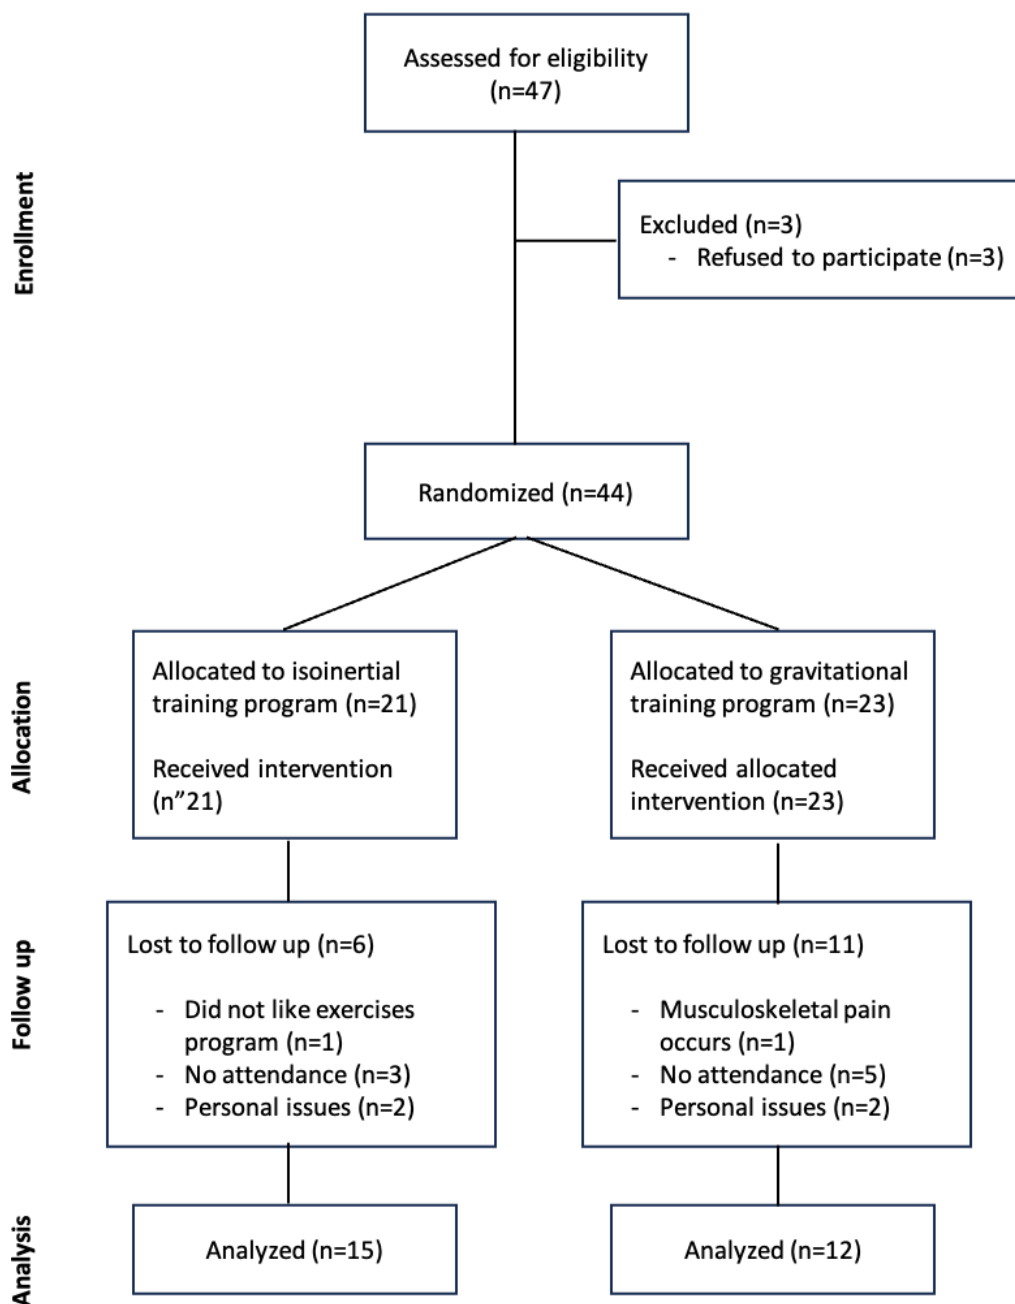 Assessed for eligibility
(n=47)
Enrollment
Excluded (n=3)
- Refused to participate (n=3)
Randomized (n=44)
Allocation
Allocated to isoinertial
training program (n=21)
Received intervention
(n”21)
Allocated to gravitational
training program (n=23)
Received allocated
intervention (n=23)
Follow up
Lost to follow up (n=6)
- Did not like exercises
program (n=1)
- No attendance (n=3)
- Personal issues (n=2)
Lost to follow up (n=11)
- Musculoskeletal pain
occurs (n=1)
- No attendance (n=5)
- Personal issues (n=2)
Analysis
Analyzed (n=15)
Analyzed (n=12)